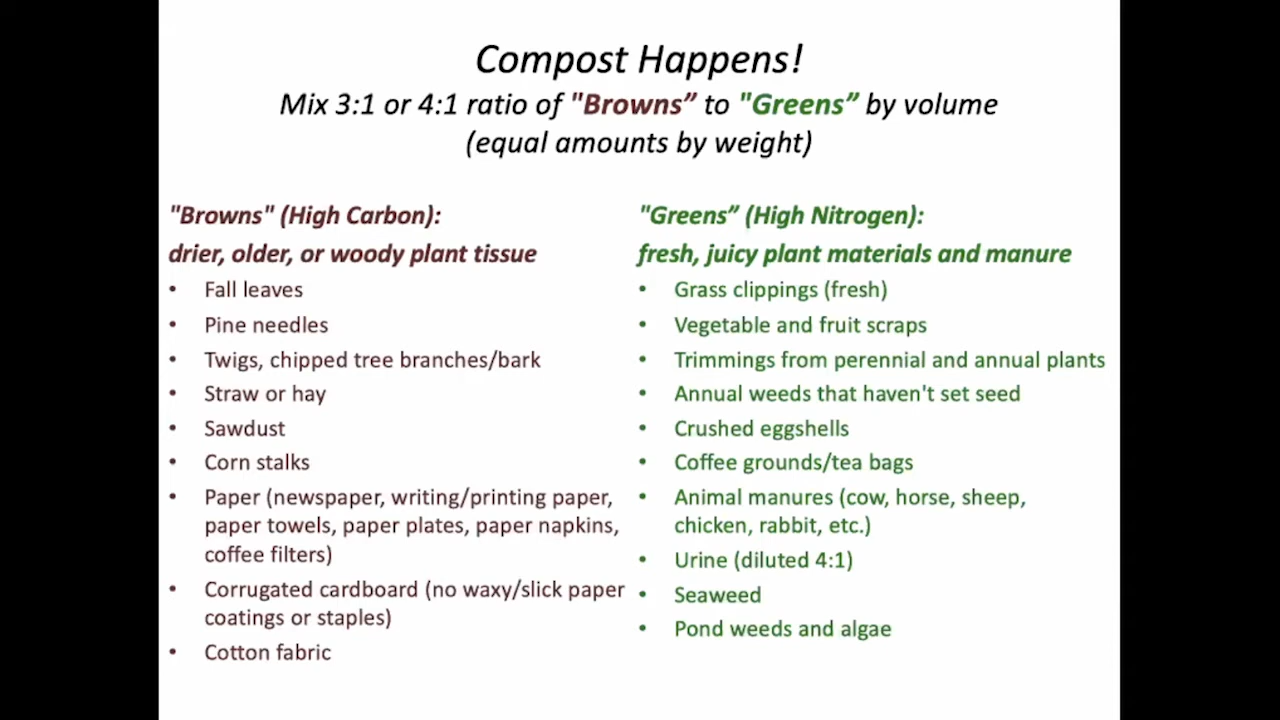 Compost Happens!
Mix 3:1 or 4:1 ratio of "Browns” to "Greens” by volume
(equal amounts by weight)
"Browns" (High Carbon):
drier, older, or woody plant tissue
• Fall leaves
• Pine needles
• Twigs, chipped tree branches/bark
• Straw or hay
• Sawdust
• Corn stalks
• Paper (newspaper, writing/printing paper,
paper towels, paper plates, paper napkins,
coffee filters)
• Corrugated cardboard (no waxy/slick paper
coatings or staples)
• Cotton fabric
"Greens” (High Nitrogen):
fresh, juicy plant materials and manure
• Grass clippings (fresh)
• Vegetable and fruit scraps
• Trimmings from perennial and annual plants
• Annual weeds that haven't set seed
• Crushed eggshells
• Coffee grounds/tea bags
• Animal manures (cow, horse, sheep,
chicken, rabbit, etc.)
• Urine (diluted 4:1)
• Seaweed
• Pond weeds and algae